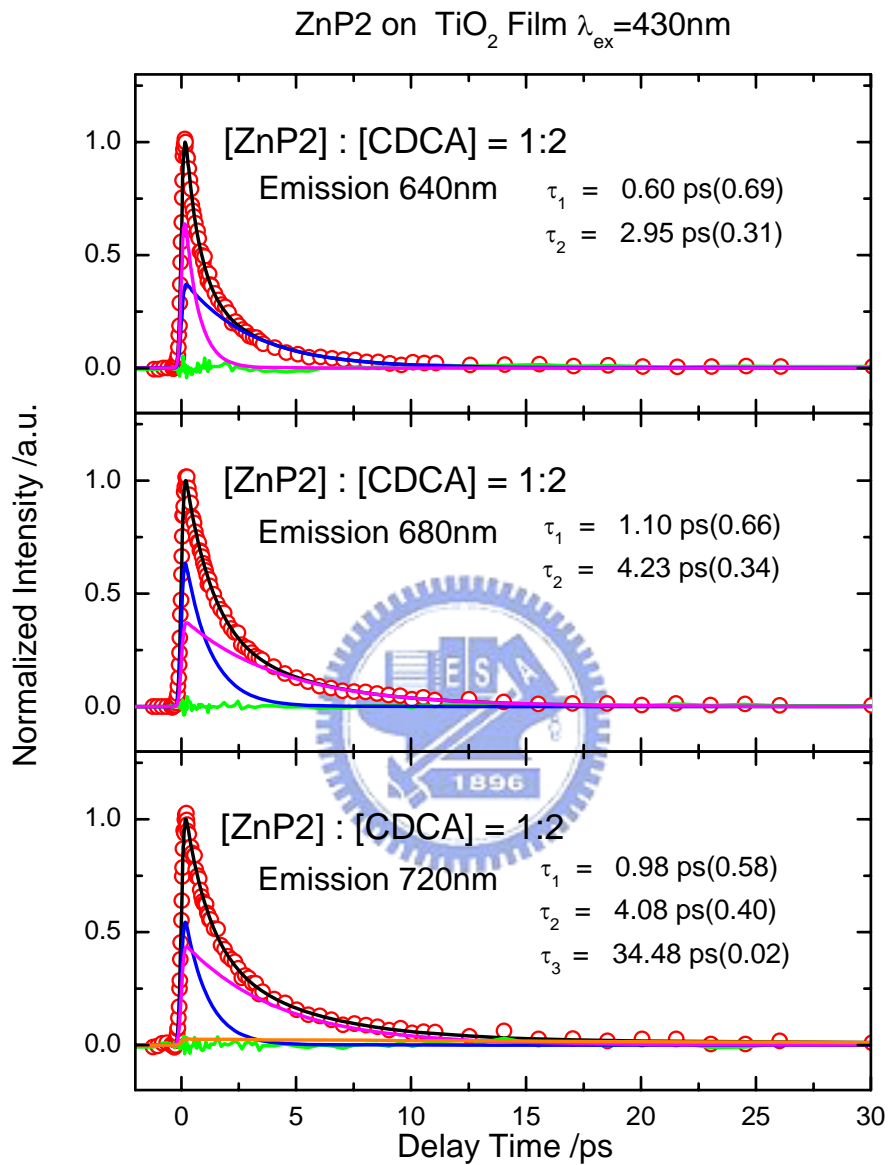 ZnP2 on TiO₂ Film λ_ex=430nm
Normalized Intensity /a.u.
1.0
0.5
0.0
[ZnP2] : [CDCA] = 1:2
Emission 640nm
τ₁ = 0.60 ps(0.69)
τ₂ = 2.95 ps(0.31)
1.0
0.5
0.0
[ZnP2] : [CDCA] = 1:2
Emission 680nm
τ₁ = 1.10 ps(0.66)
τ₂ = 4.23 ps(0.34)
E S A
1896
1.0
0.5
0.0
[ZnP2] : [CDCA] = 1:2
Emission 720nm
τ₁ = 0.98 ps(0.58)
τ₂ = 4.08 ps(0.40)
τ₃ = 34.48 ps(0.02)
0 5 10 15 20 25 30
Delay Time /ps